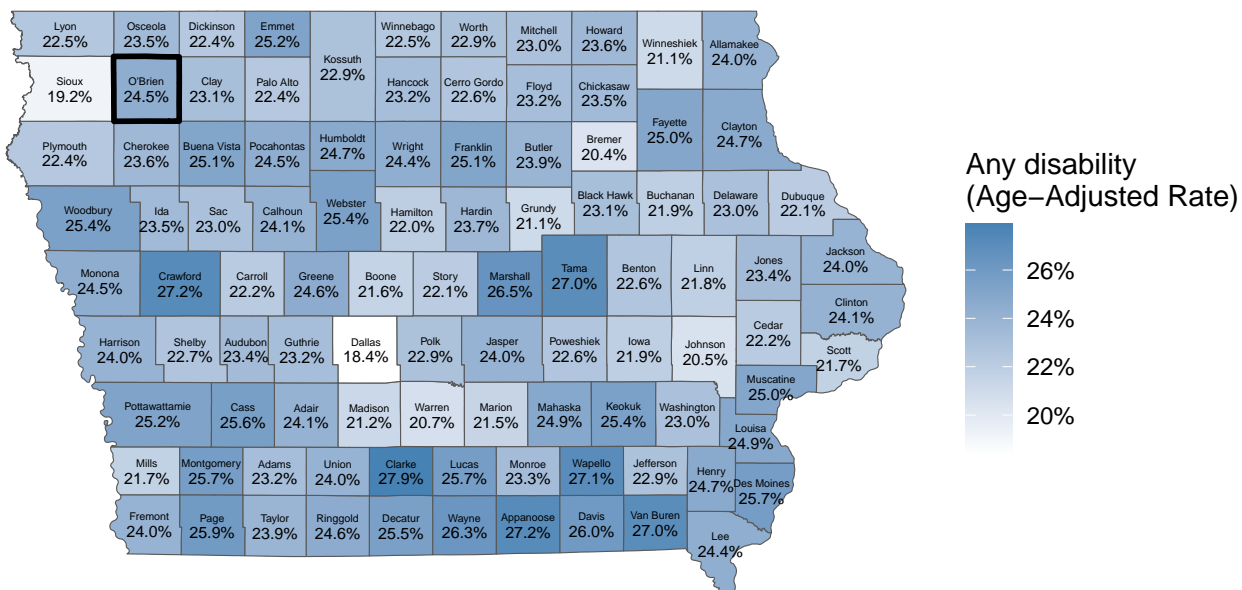 Lyon
22.5%
Osceola
23.5%
Dickinson
22.4%
Emmet
25.2%
Kossuth
22.9%
Winnebago
22.5%
Worth
22.9%
Mitchell
23.0%
Howard
23.6%
Winneshiek
21.1%
Allamakee
24.0%
Sioux
19.2%
O'Brien
24.5%
Clay
23.1%
Palo Alto
22.4%
Hancock
23.2%
Cerro Gordo
22.6%
Floyd
23.2%
Chickasaw
23.5%
Fayette
25.0%
Clayton
24.7%
Plymouth
22.4%
Cherokee
23.6%
Buena Vista
25.1%
Pocahontas
24.5%
Humboldt
24.7%
Wright
24.4%
Franklin
25.1%
Butler
23.9%
Bremer
20.4%
Woodbury
25.4%
Ida
23.5%
Sac
23.0%
Calhoun
24.1%
Webster
25.4%
Hamilton
22.0%
Hardin
23.7%
Grundy
21.1%
Black Hawk
23.1%
Buchanan
21.9%
Delaware
23.0%
Dubuque
22.1%
Monona
24.5%
Crawford
27.2%
Carroll
22.2%
Greene
24.6%
Boone
21.6%
Story
22.1%
Marshall
26.5%
Tama
27.0%
Benton
22.6%
Linn
21.8%
Jones
23.4%
Jackson
24.0%
Clinton
24.1%
Harrison
24.0%
Shelby
22.7%
Audubon
23.4%
Guthrie
23.2%
Dallas
18.4%
Polk
22.9%
Jasper
24.0%
Poweshiek
22.6%
Iowa
21.9%
Johnson
20.5%
Cedar
22.2%
Scott
21.7%
Muscatine
25.0%
Pottawattamie
25.2%
Cass
25.6%
Adair
24.1%
Madison
21.2%
Warren
20.7%
Marion
21.5%
Mahaska
24.9%
Keokuk
25.4%
Washington
23.0%
Louisa
24.9%
Mills
21.7%
Montgomery
25.7%
Adams
23.2%
Union
24.0%
Clarke
27.9%
Lucas
25.7%
Monroe
23.3%
Wapello
27.1%
Jefferson
22.9%
Henry
24.7%
Des Moines
25.7%
Fremont
24.0%
Page
25.9%
Taylor
23.9%
Ringgold
24.6%
Decatur
25.5%
Wayne
26.3%
Appanoose
27.2%
Davis
26.0%
Van Buren
27.0%
Lee
24.4%
Any disability
(Age−Adjusted Rate)
26%
24%
22%
20%